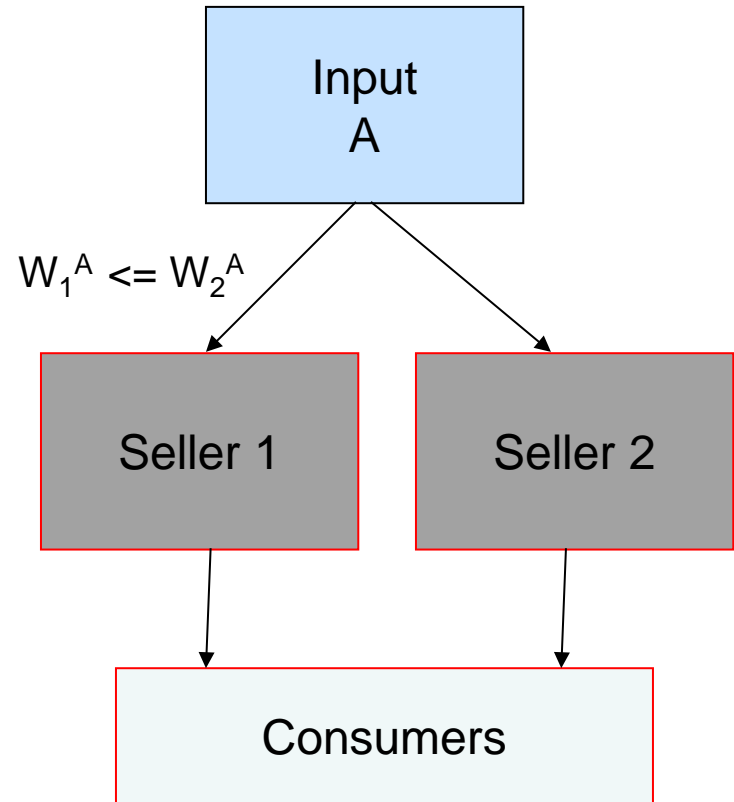 Input
A
W₁ᴬ <= W₂ᴬ
Seller 1
Seller 2
Consumers